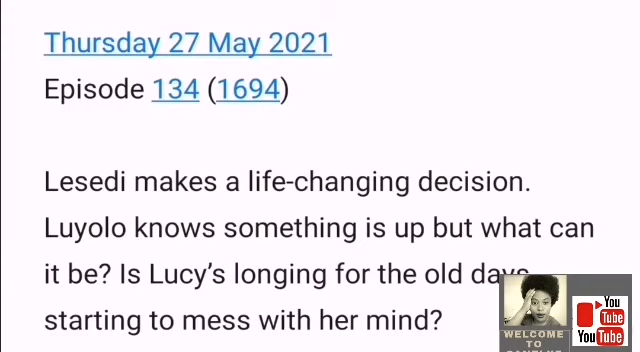 Thursday 27 May 2021
Episode 134 (1694)
Lesedi makes a life-changing decision.
Luyolo knows something is up but what can
it be? Is Lucy's longing for the old days
starting to mess with her mind?
WELCOME
TO
You
Tube
YouTube